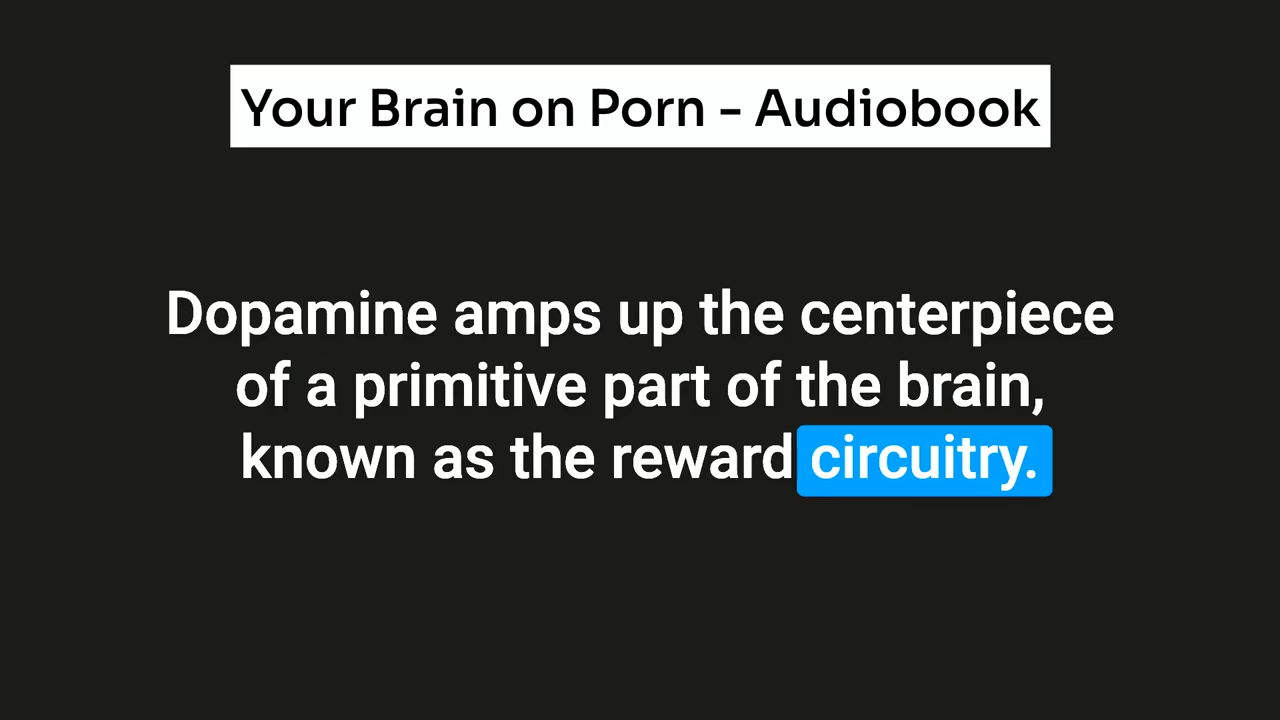 Your Brain on Porn - Audiobook
Dopamine amps up the centerpiece
of a primitive part of the brain,
known as the reward circuitry.